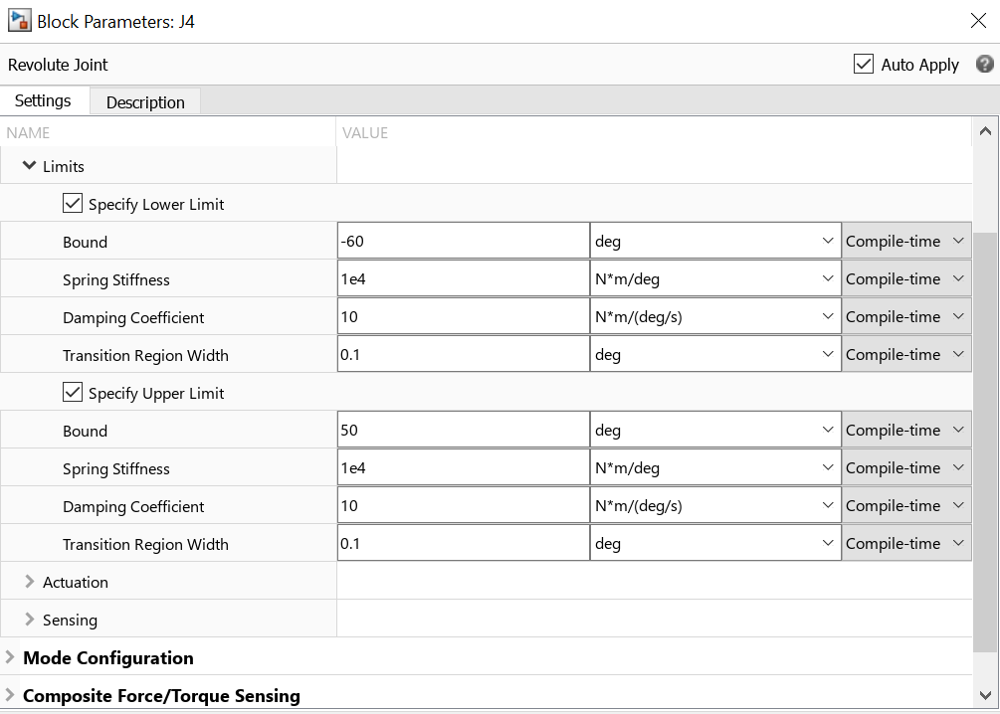 Block Parameters: J4
Revolute Joint
Auto Apply
Settings
Description
NAME VALUE
Limits
Specify Lower Limit
Bound -60 deg Compile-time
Spring Stiffness 1e4 N*m/deg Compile-time
Damping Coefficient 10 N*m/(deg/s) Compile-time
Transition Region Width 0.1 deg Compile-time
Specify Upper Limit
Bound 50 deg Compile-time
Spring Stiffness 1e4 N*m/deg Compile-time
Damping Coefficient 10 N*m/(deg/s) Compile-time
Transition Region Width 0.1 deg Compile-time
Actuation
Sensing
Mode Configuration
Composite Force/Torque Sensing